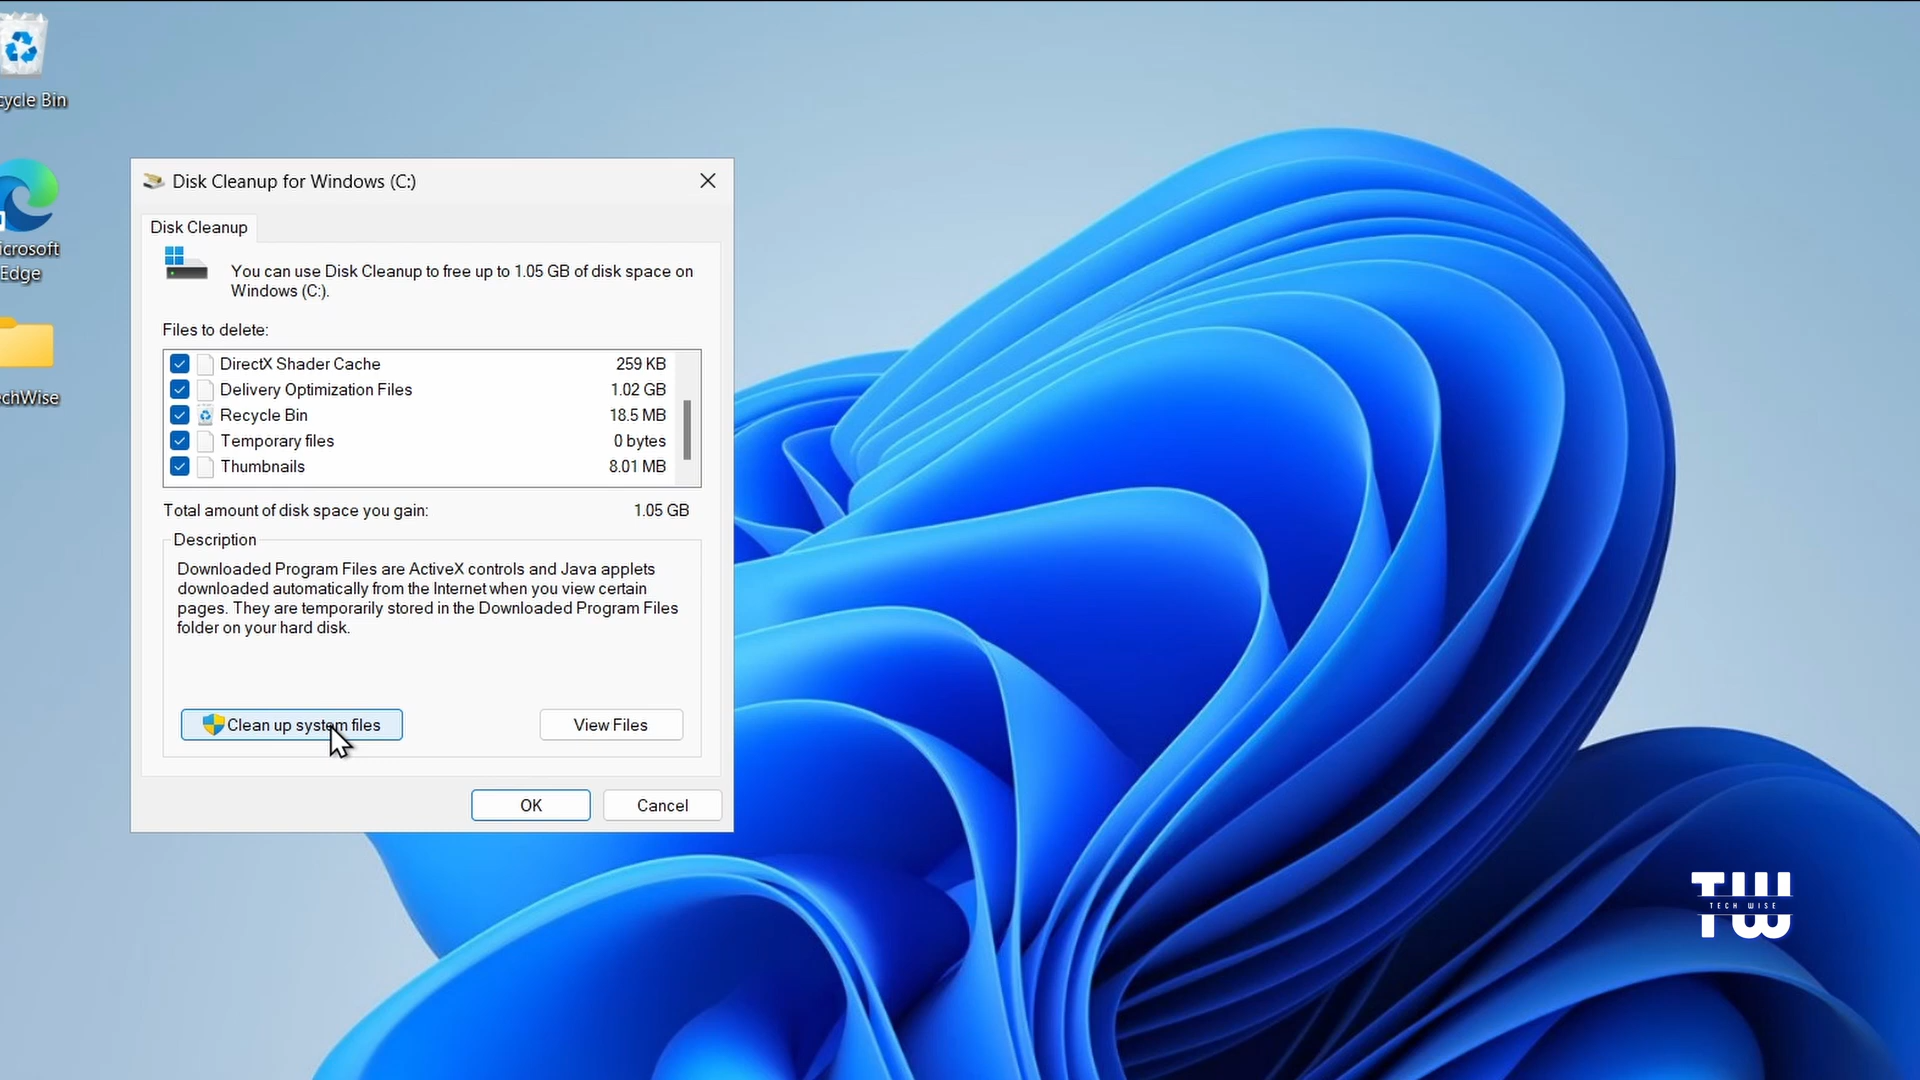 cycle Bin
icrosoft
Edge
echWise
Disk Cleanup for Windows (C:)
Disk Cleanup
You can use Disk Cleanup to free up to 1.05 GB of disk space on
Windows (C:).
Files to delete:
DirectX Shader Cache 259 KB
Delivery Optimization Files 1.02 GB
Recycle Bin 18.5 MB
Temporary files 0 bytes
Thumbnails 8.01 MB
Total amount of disk space you gain: 1.05 GB
Description
Downloaded Program Files are ActiveX controls and Java applets
downloaded automatically from the Internet when you view certain
pages. They are temporarily stored in the Downloaded Program Files
folder on your hard disk.
Clean up system files View Files
OK Cancel
TW
TECH WISE